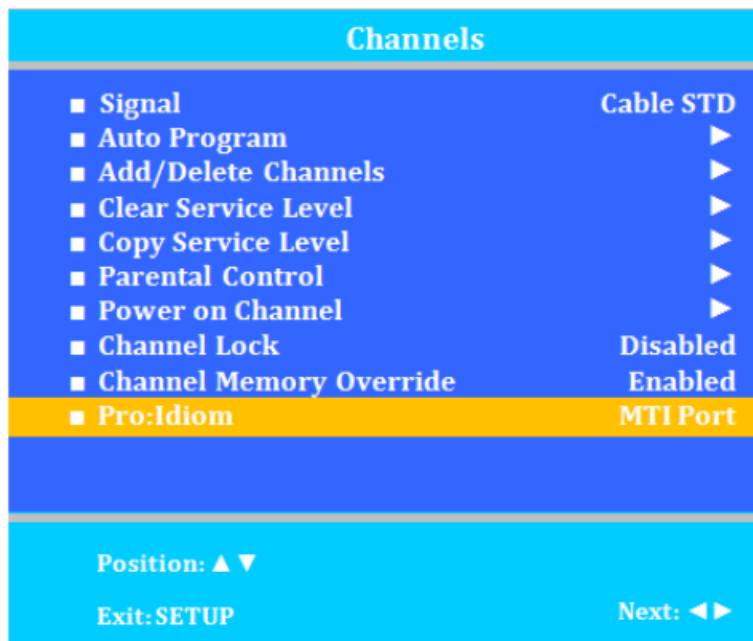 Channels
■ Signal Cable STD
■ Auto Program ▶
■ Add/Delete Channels ▶
■ Clear Service Level ▶
■ Copy Service Level ▶
■ Parental Control ▶
■ Power on Channel ▶
■ Channel Lock Disabled
■ Channel Memory Override Enabled
■ Pro:Idiom MTI Port
Position: ▲ ▼
Exit: SETUP Next: ◀ ▶